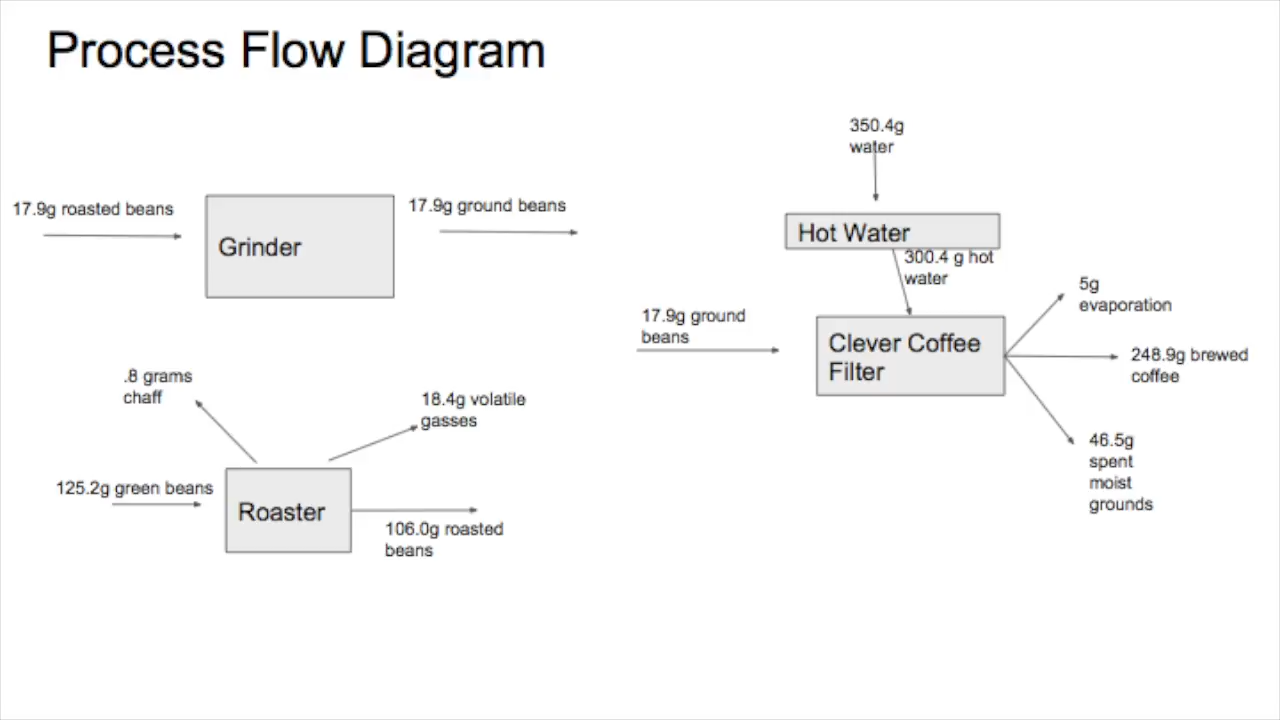 Process Flow Diagram
17.9g roasted beans
Grinder
17.9g ground beans
.8 grams
chaff
18.4g volatile
gasses
125.2g green beans
Roaster
106.0g roasted
beans
350.4g
water
Hot Water
300.4 g hot
water
17.9g ground
beans
Clever Coffee
Filter
5g
evaporation
248.9g brewed
coffee
46.5g
spent
moist
grounds